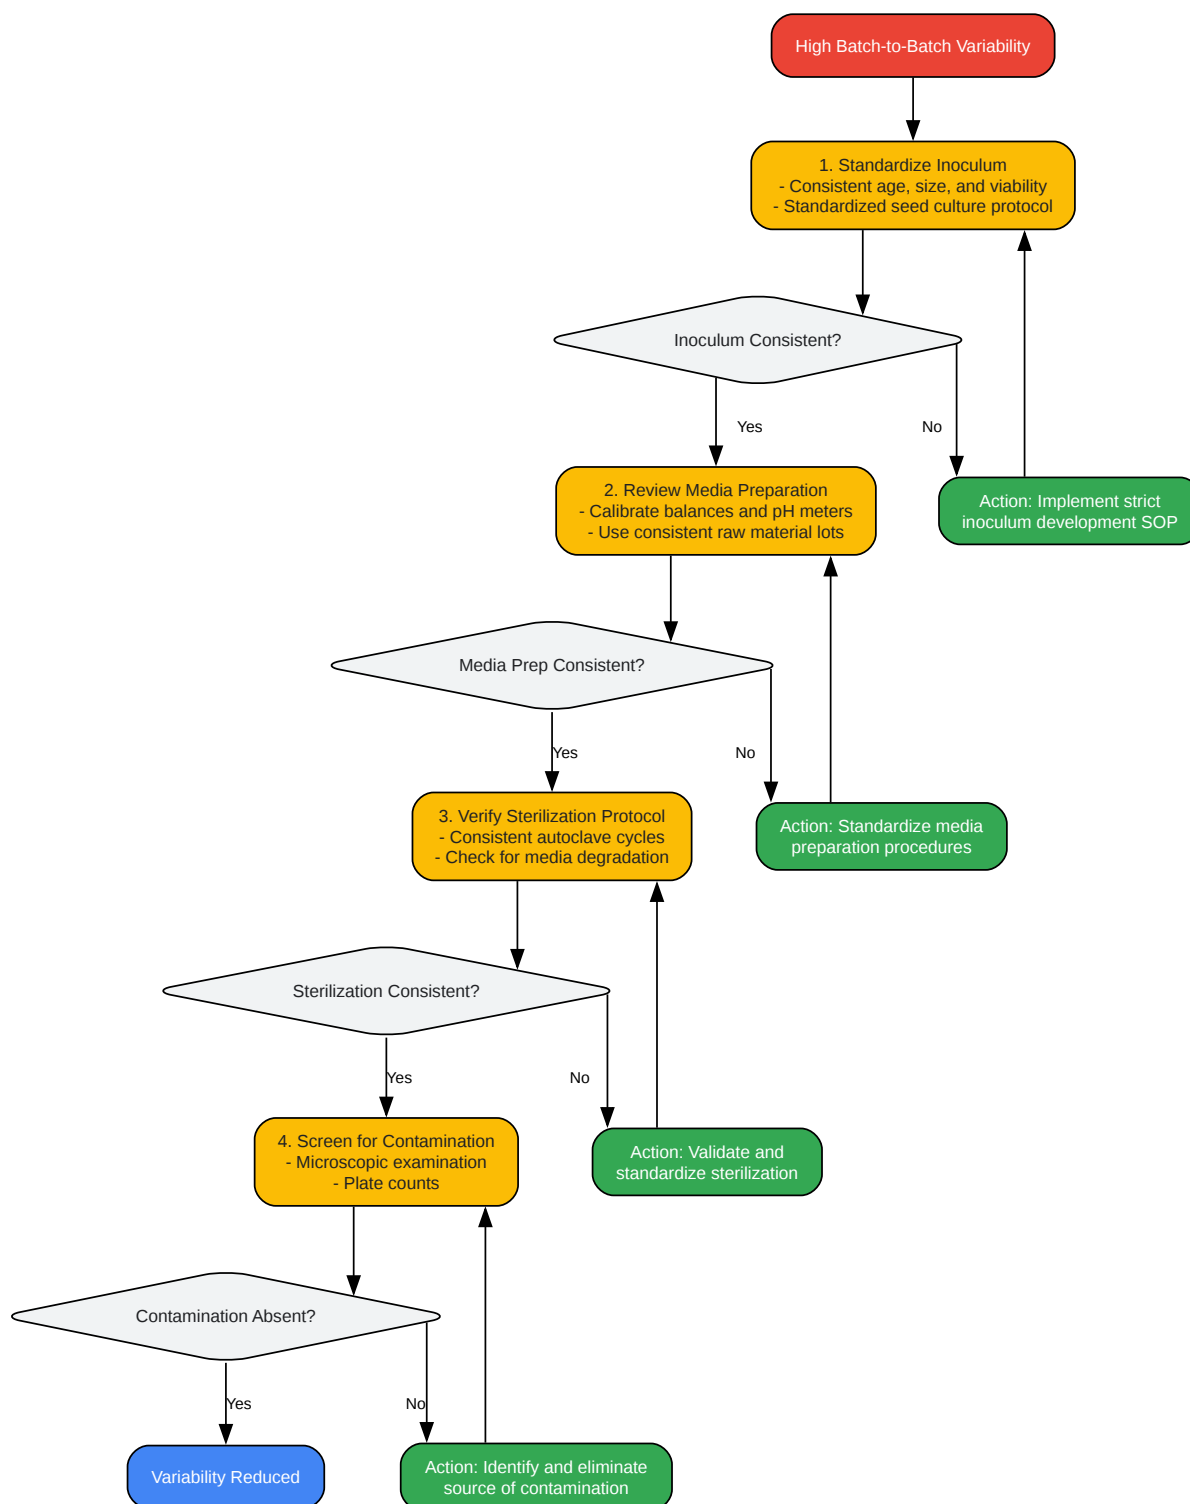 High Batch-to-Batch Variability
1. Standardize Inoculum
- Consistent age, size, and viability
- Standardized seed culture protocol
Inoculum Consistent?
Yes
No
2. Review Media Preparation
- Calibrate balances and pH meters
- Use consistent raw material lots
Action: Implement strict
inoculum development SOP
Media Prep Consistent?
Yes
No
3. Verify Sterilization Protocol
- Consistent autoclave cycles
- Check for media degradation
Action: Standardize media
preparation procedures
Sterilization Consistent?
Yes
No
4. Screen for Contamination
- Microscopic examination
- Plate counts
Action: Validate and
standardize sterilization
Contamination Absent?
Yes
No
Variability Reduced
Action: Identify and eliminate
source of contamination